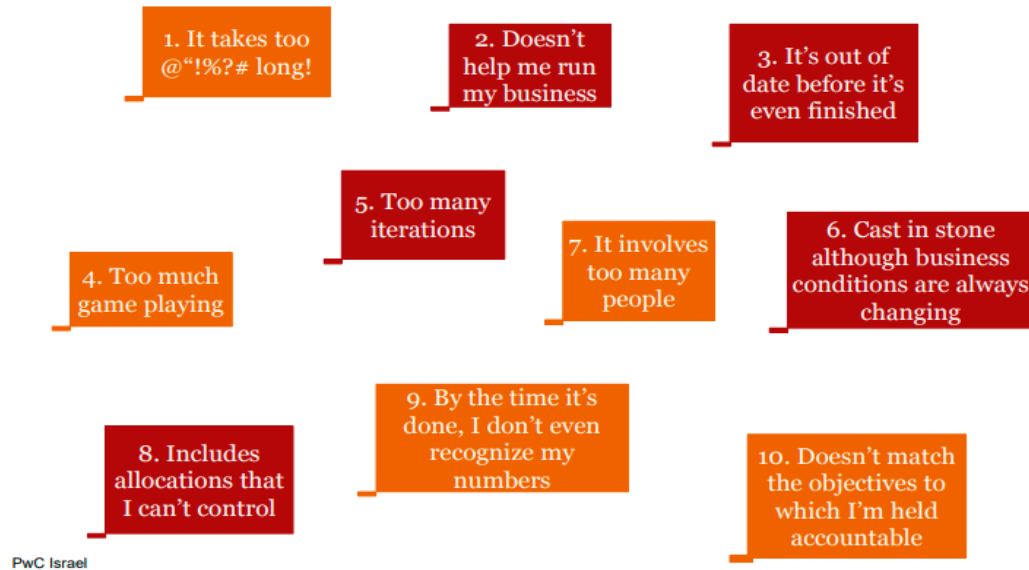 1. It takes too
@“!%?# long!
2. Doesn’t
help me run
my business
3. It’s out of
date before it’s
even finished
4. Too much
game playing
5. Too many
iterations
6. Cast in stone
although business
conditions are always
changing
7. It involves
too many
people
8. Includes
allocations that
I can’t control
9. By the time it’s
done, I don’t even
recognize my
numbers
10. Doesn’t match
the objectives to
which I’m held
accountable
PwC Israel